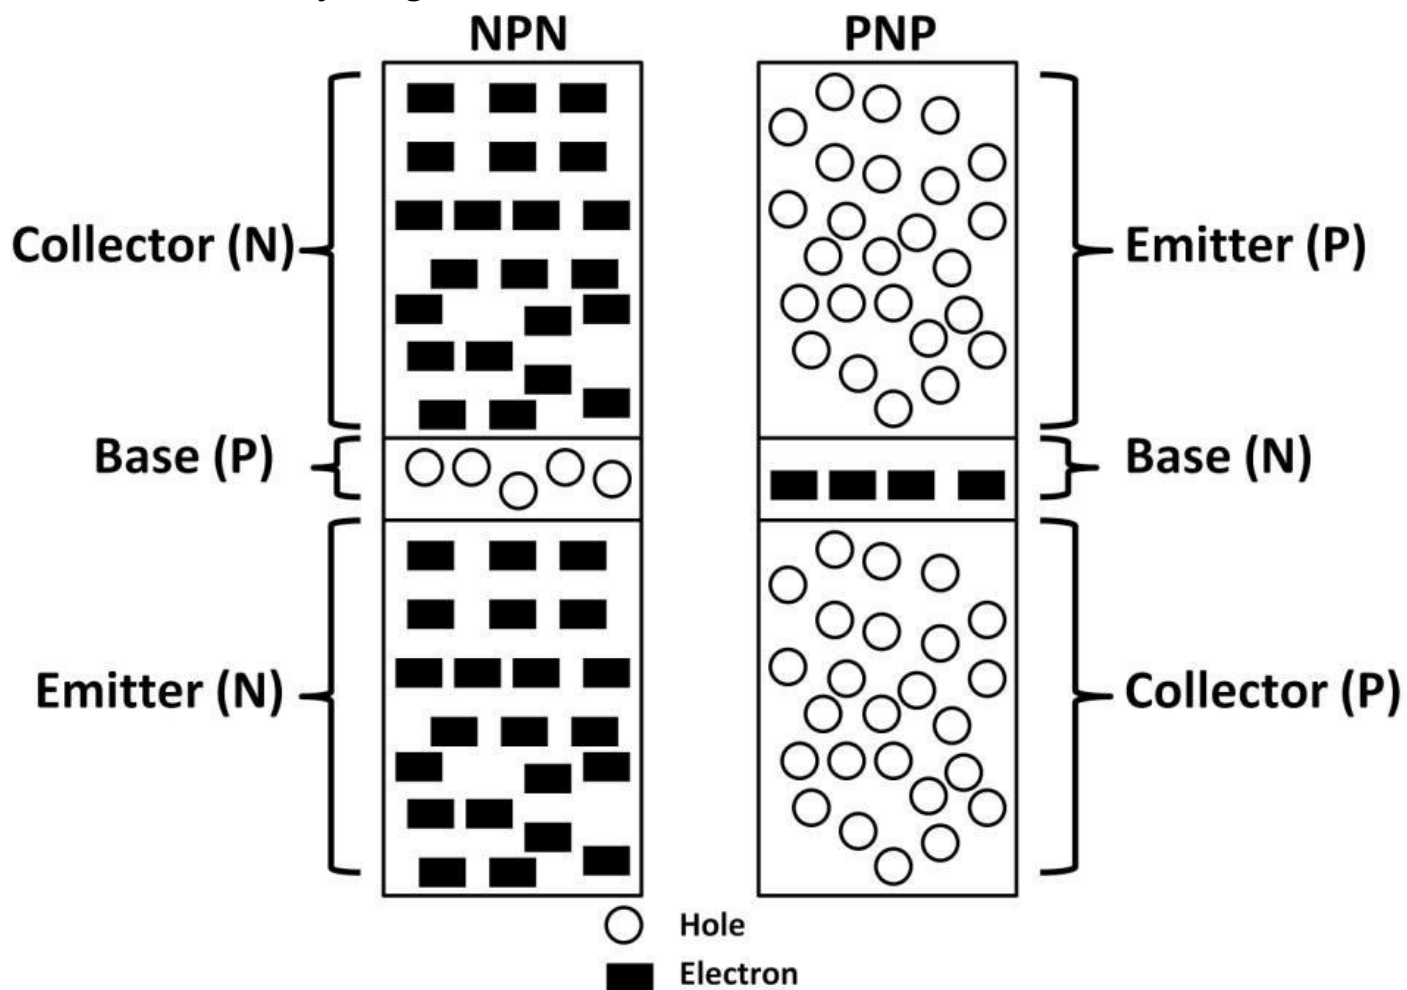 NPN
PNP
Collector (N)
Emitter (P)
Base (P)
Base (N)
Emitter (N)
Collector (P)
Hole
Electron